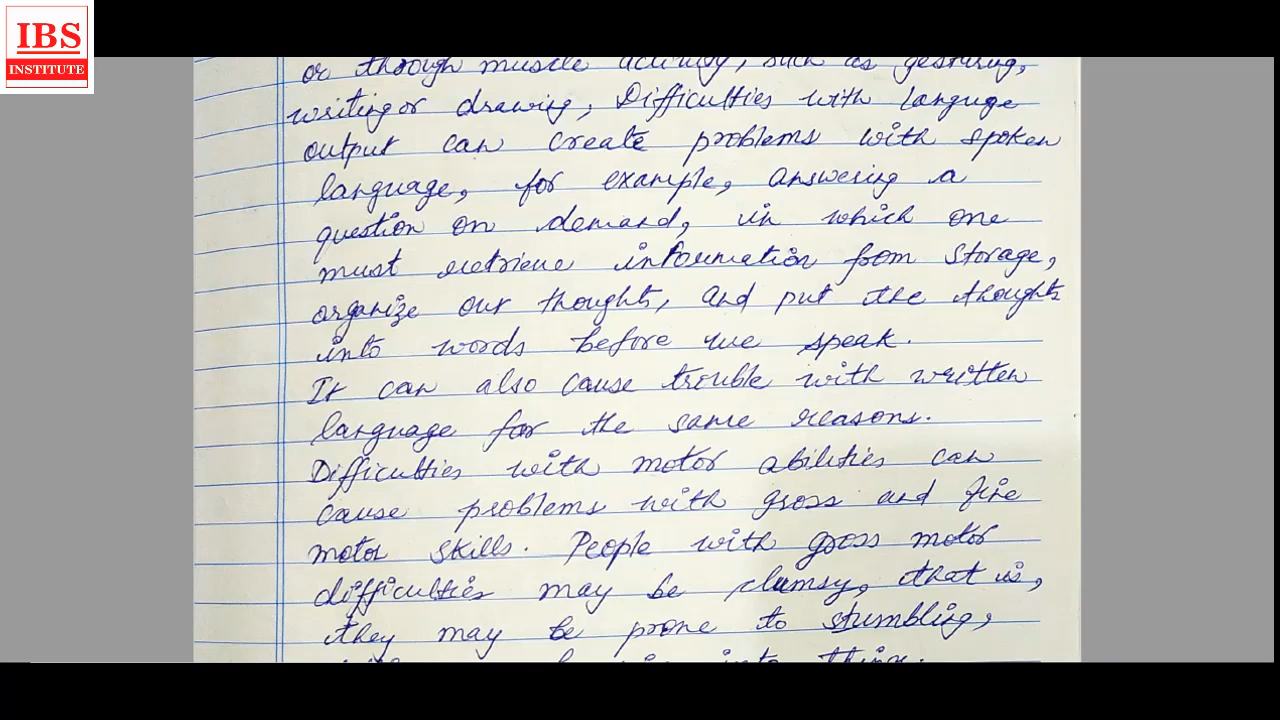 IBS
INSTITUTE
or through muscle activity, such as gesturing,
writing or drawing, Difficulties with languge
output can create problems with spoken
language, for example, answering a
question on demand, in which one
must retrieve information from storage,
organize our thoughts, and put the thoughts
into words before we speak.
It can also cause trouble with written
language for the same reasons.
Difficulties with motor abilities can
cause problems with gross and fine
motor skills. People with gross motor
difficulties may be clumsy, that is,
they may be prone to stumbling,
into things.